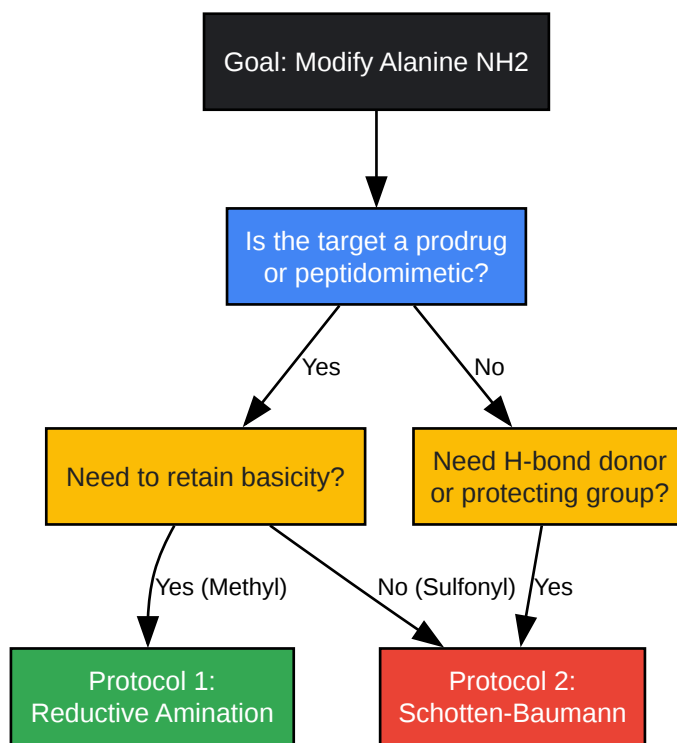 Goal: Modify Alanine NH2
Is the target a prodrug
or peptidomimetic?
Yes
No
Need to retain basicity?
Need H-bond donor
or protecting group?
Yes (Methyl)
No (Sulfonyl)
Yes
Protocol 1:
Reductive Amination
Protocol 2:
Schotten-Baumann